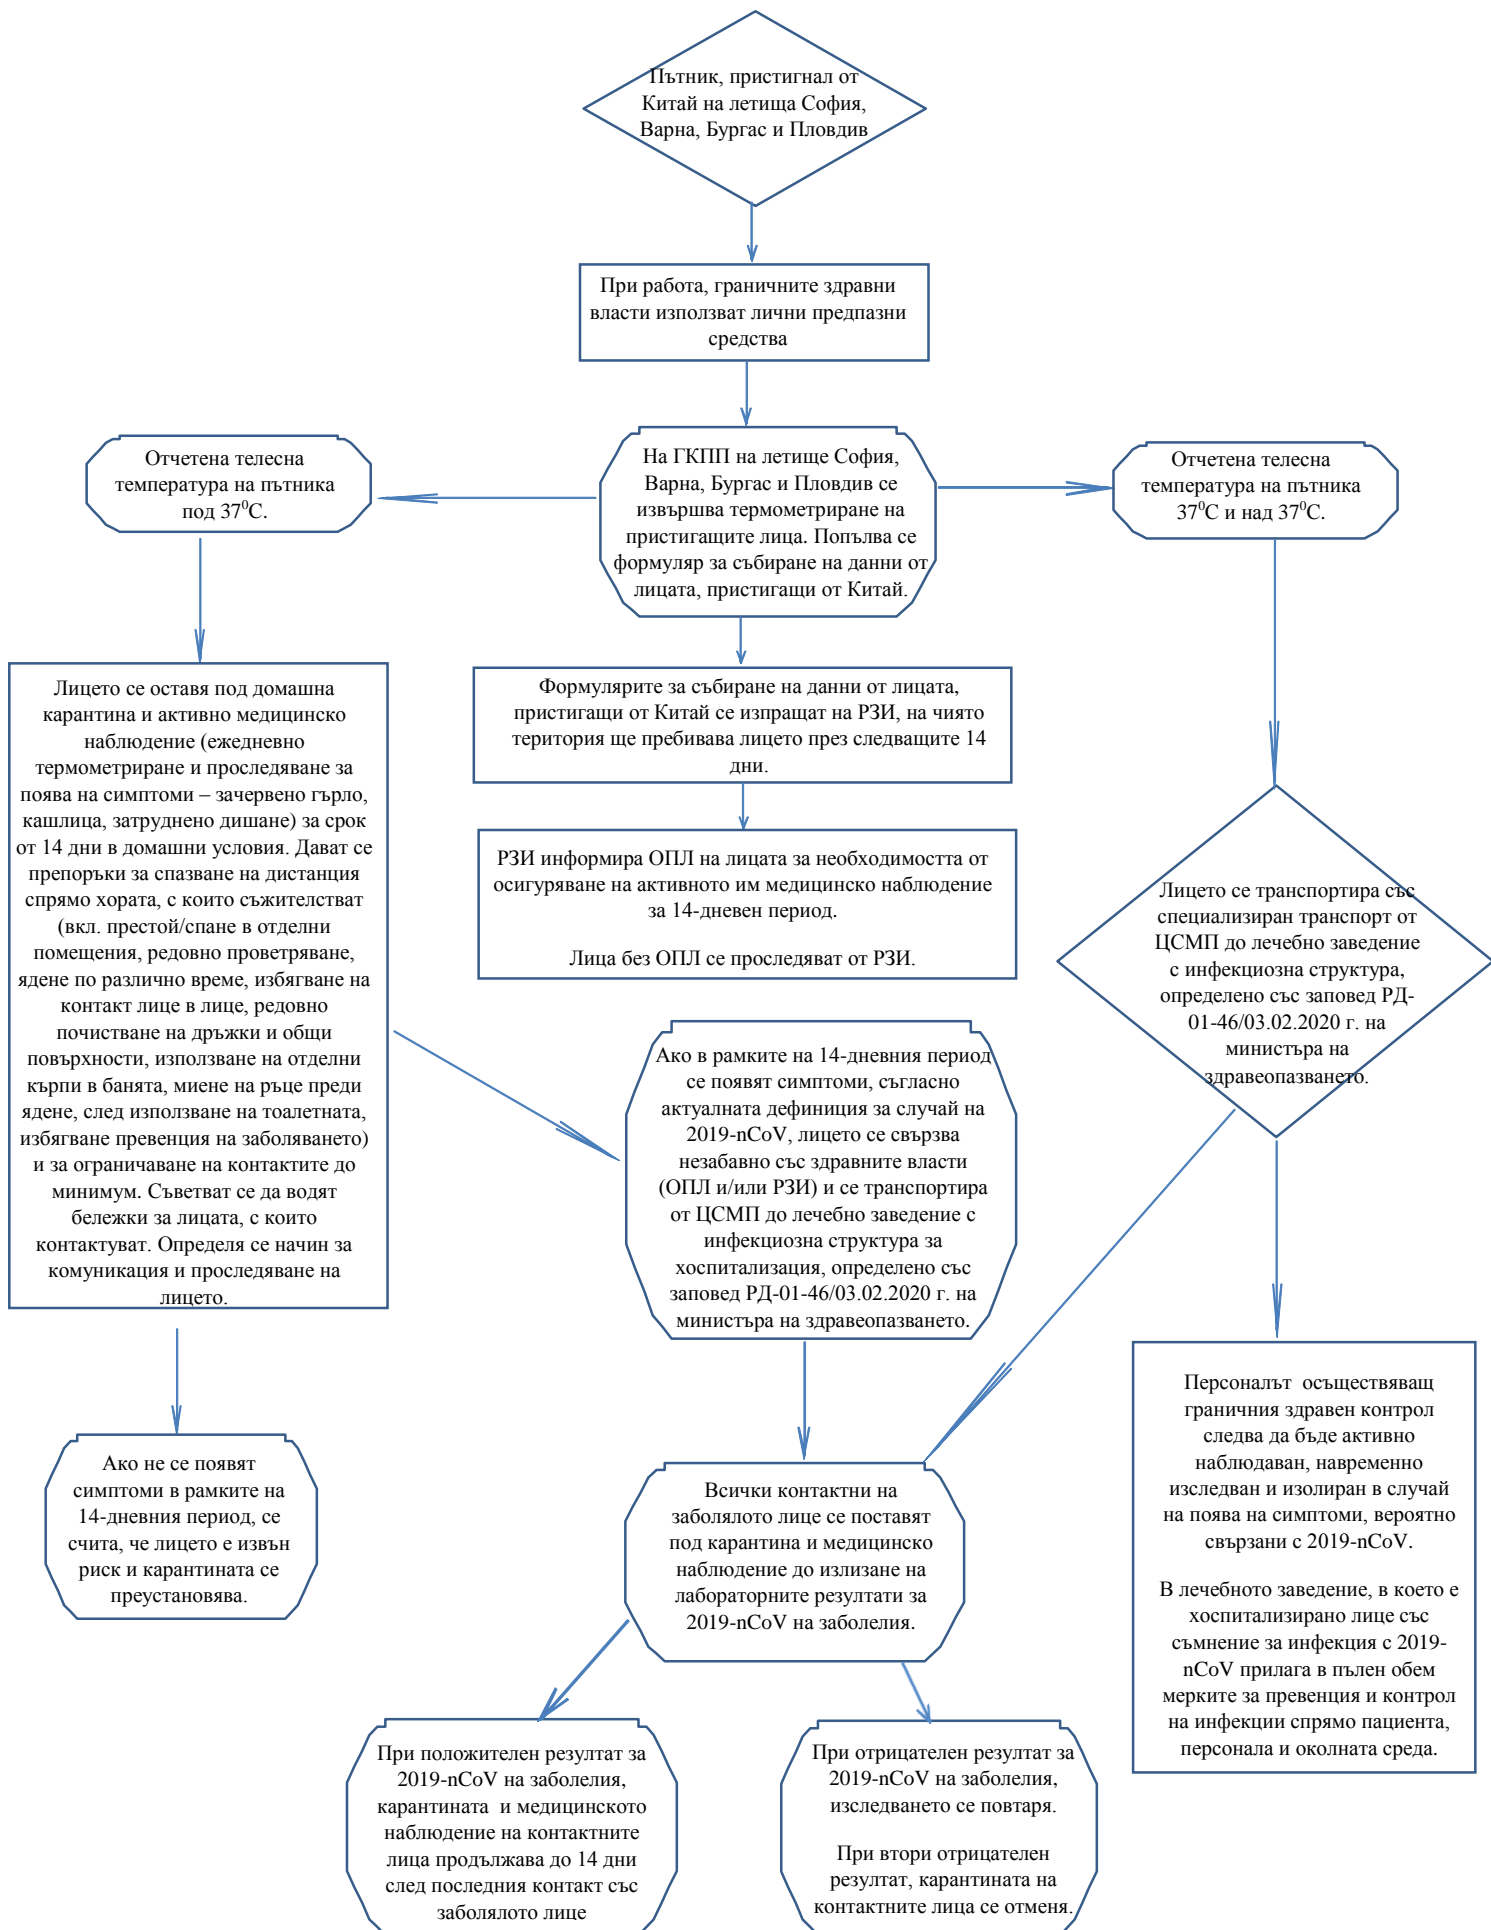 Пътник, пристигнал от
Китай на летища София,
Варна, Бургас и Пловдив
При работа, граничните здравни
власти използват лични предпазни
средства
Отчетена телесна
температура на пътника
под 37⁰С.
На ГКПП на летище София,
Варна, Бургас и Пловдив се
извършва термометриране на
пристигащите лица. Попълва се
формуляр за събиране на данни от
лицата, пристигащи от Китай.
Отчетена телесна
температура на пътника
37⁰С и над 37⁰С.
Лицето се оставя под домашна
карантина и активно медицинско
наблюдение (ежедневно
термометриране и проследяване за
поява на симптоми – зачервено гърло,
кашлица, затруднено дишане) за срок
от 14 дни в домашни условия. Дават се
препоръки за спазване на дистанция
спрямо хората, с които съжителстват
(вкл. престой/спане в отделни
помещения, редовно проветряване,
ядене по различно време, избягване на
контакт лице в лице, редовно
почистване на дръжки и общи
повърхности, използване на отделни
кърпи в банята, миене на ръце преди
ядене, след използване на тоалетната,
избягване превенция на заболяването)
и за ограничаване на контактите до
минимум. Съветват се да водят
бележки за лицата, с които
контактуват. Определя се начин за
комуникация и проследяване на
лицето.
Формулярите за събиране на данни от лицата,
пристигащи от Китай се изпращат на РЗИ, на чиято
територия ще пребивава лицето през следващите 14
дни.
РЗИ информира ОПЛ на лицата за необходимостта от
осигуряване на активното им медицинско наблюдение
за 14-дневен период.
Лица без ОПЛ се проследяват от РЗИ.
Лицето се транспортира със
специализиран транспорт от
ЦСМП до лечебно заведение
с инфекциозна структура,
определено със заповед РД-
01-46/03.02.2020 г. на
министъра на
здравеопазването.
Ако в рамките на 14-дневния период
се появят симптоми, съгласно
актуалната дефиниция за случай на
2019-nCoV, лицето се свързва
незабавно със здравните власти
(ОПЛ и/или РЗИ) и се транспортира
от ЦСМП до лечебно заведение с
инфекциозна структура за
хоспитализация, определено със
заповед РД-01-46/03.02.2020 г. на
министъра на здравеопазването.
Ако не се появят
симптоми в рамките на
14-дневния период, се
счита, че лицето е извън
риск и карантината се
преустановява.
Всички контактни на
заболялото лице се поставят
под карантина и медицинско
наблюдение до излизане на
лабораторните резултати за
2019-nCoV на заболелия.
Персоналът осъществяващ
граничния здравен контрол
следва да бъде активно
наблюдаван, навременно
изследван и изолиран в случай
на поява на симптоми, вероятно
свързани с 2019-nCoV.
В лечебното заведение, в което е
хоспитализирано лице със
съмнение за инфекция с 2019-
nCoV прилага в пълен обем
мерките за превенция и контрол
на инфекции спрямо пациента,
персонала и околната среда.
При положителен резултат за
2019-nCoV на заболелия,
карантината и медицинското
наблюдение на контактните
лица продължава до 14 дни
след последния контакт със
заболялото лице
При отрицателен резултат за
2019-nCoV на заболелия,
изследването се повтаря.
При втори отрицателен
резултат, карантината на
контактните лица се отменя.